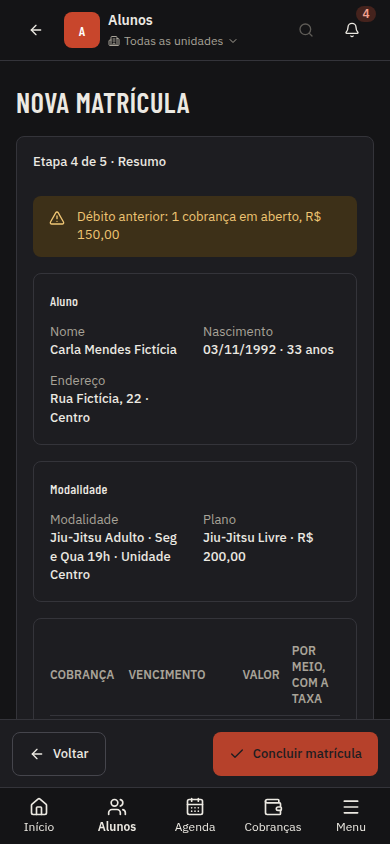 A
Alunos
Todas as unidades
4
NOVA MATRÍCULA
Etapa 4 de 5 · Resumo
Débito anterior: 1 cobrança em aberto, R$
150,00
Aluno
Nome
Carla Mendes Fictícia
Nascimento
03/11/1992 · 33 anos
Endereço
Rua Fictícia, 22 ·
Centro
Modalidade
Modalidade
Jiu-Jitsu Adulto · Seg
e Qua 19h · Unidade
Centro
Plano
Jiu-Jitsu Livre · R$
200,00
COBRANÇA
VENCIMENTO
VALOR
POR
MEIO,
COM A
TAXA
Voltar
Concluir matrícula
Início
Alunos
Agenda
Cobranças
Menu